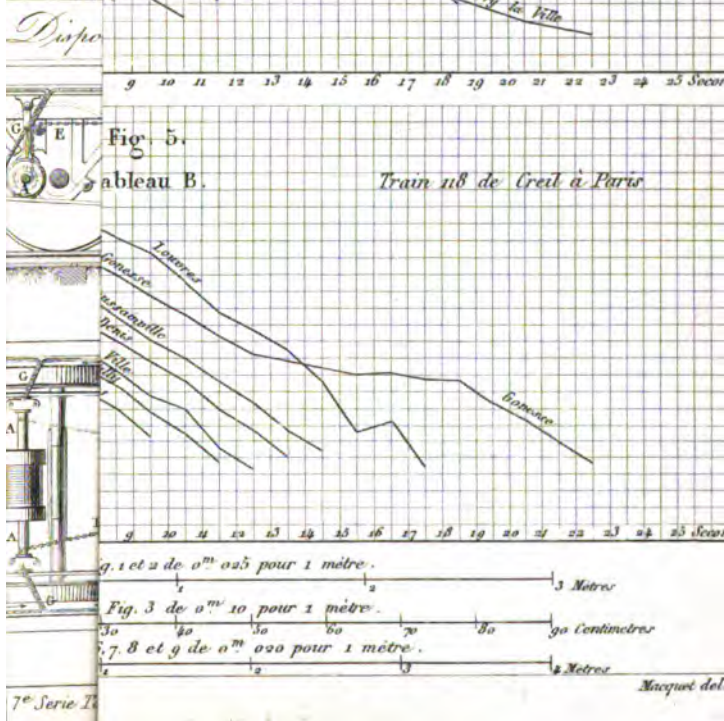 Dispo
g la Ville
9 10 11 12 13 14 15 16 17 18 19 20 21 22 23 24 25 Secon
G E
Fig. 5.
ableau B. Train 118 de Creil à Paris
Louvres
Gonesse
Denis
Ville
Gonesse
G
A
A
G
9 10 11 12 13 14 15 16 17 18 19 20 21 22 23 24 25 Secon
g. 1 et 2 de 0ᵐ 025 pour 1 mètre.
1 2 3 Mètres
Fig. 3 de 0ᵐ 10 pour 1 mètre.
30 40 50 60 70 80 90 Centimètres
7. 8 et 9 de 0ᵐ 020 pour 1 mètre.
1 2 3 4 Mètres
Macquet del.
7ᵉ Serie T